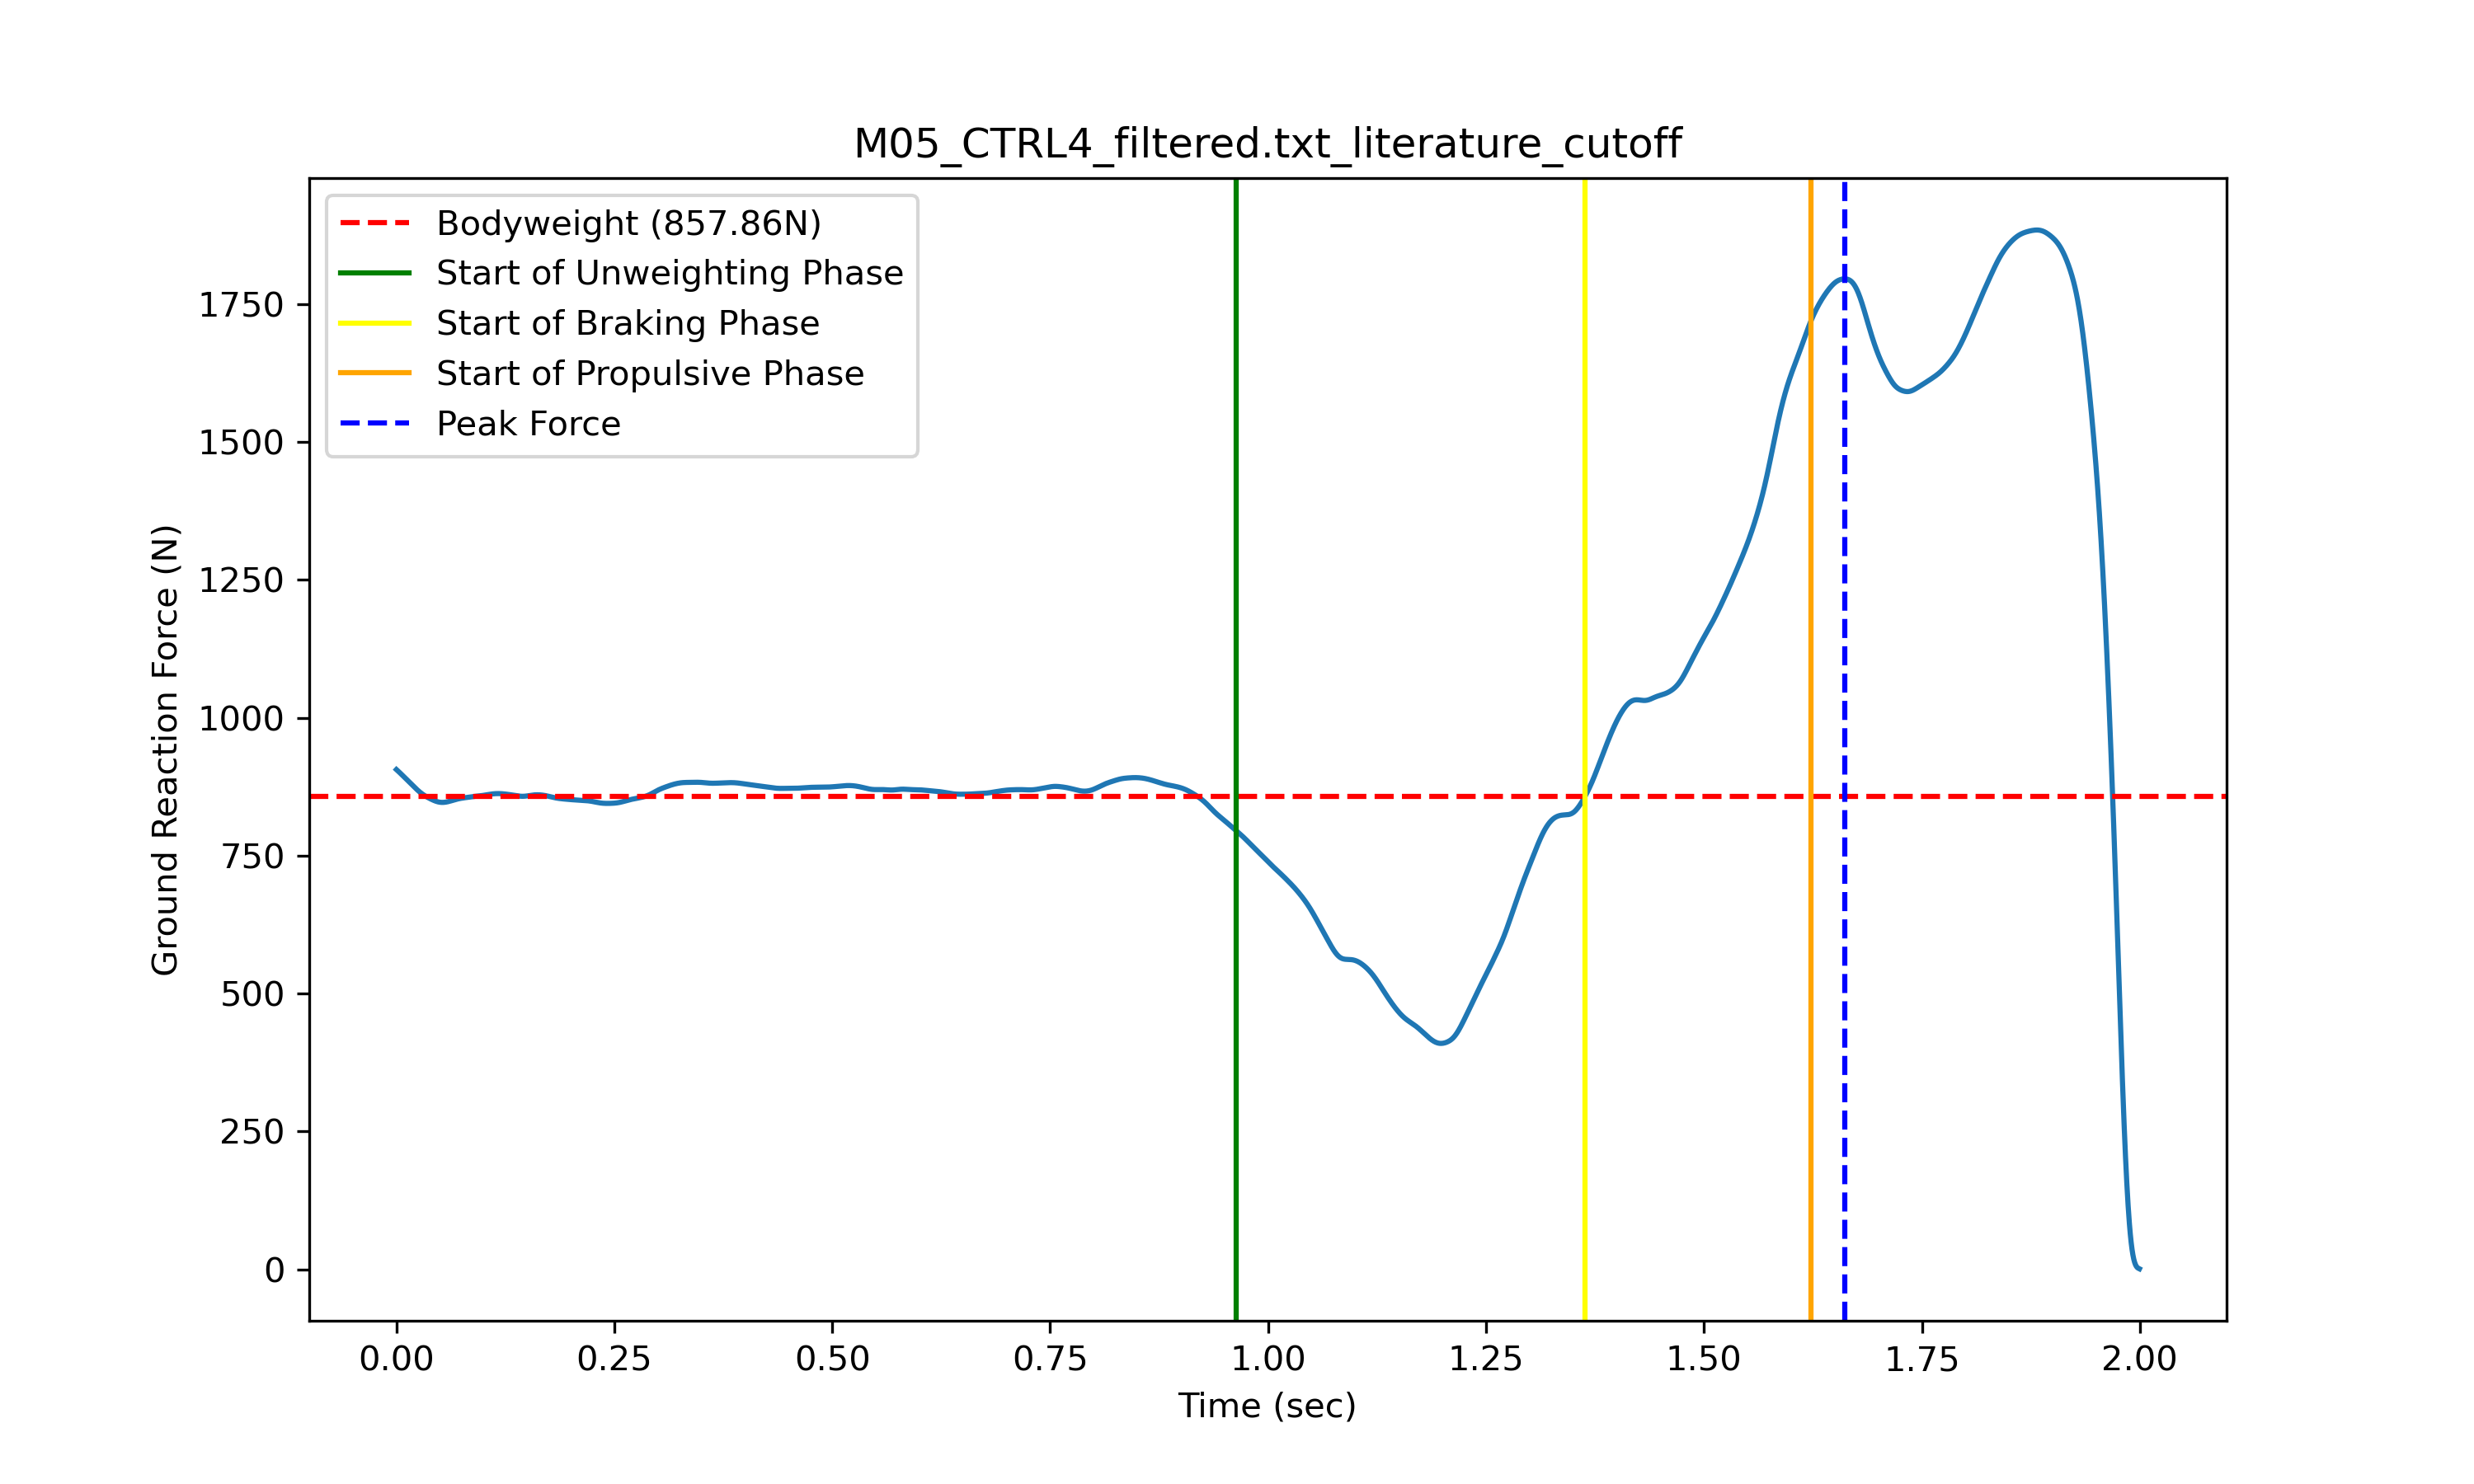 M05_CTRL4_filtered.txt_literature_cutoff
Bodyweight (857.86N)
Start of Unweighting Phase
Start of Braking Phase
Start of Propulsive Phase
Peak Force
Ground Reaction Force (N)
1750
1500
1250
1000
750
500
250
0
0.00 0.25 0.50 0.75 1.00 1.25 1.50 1.75 2.00
Time (sec)